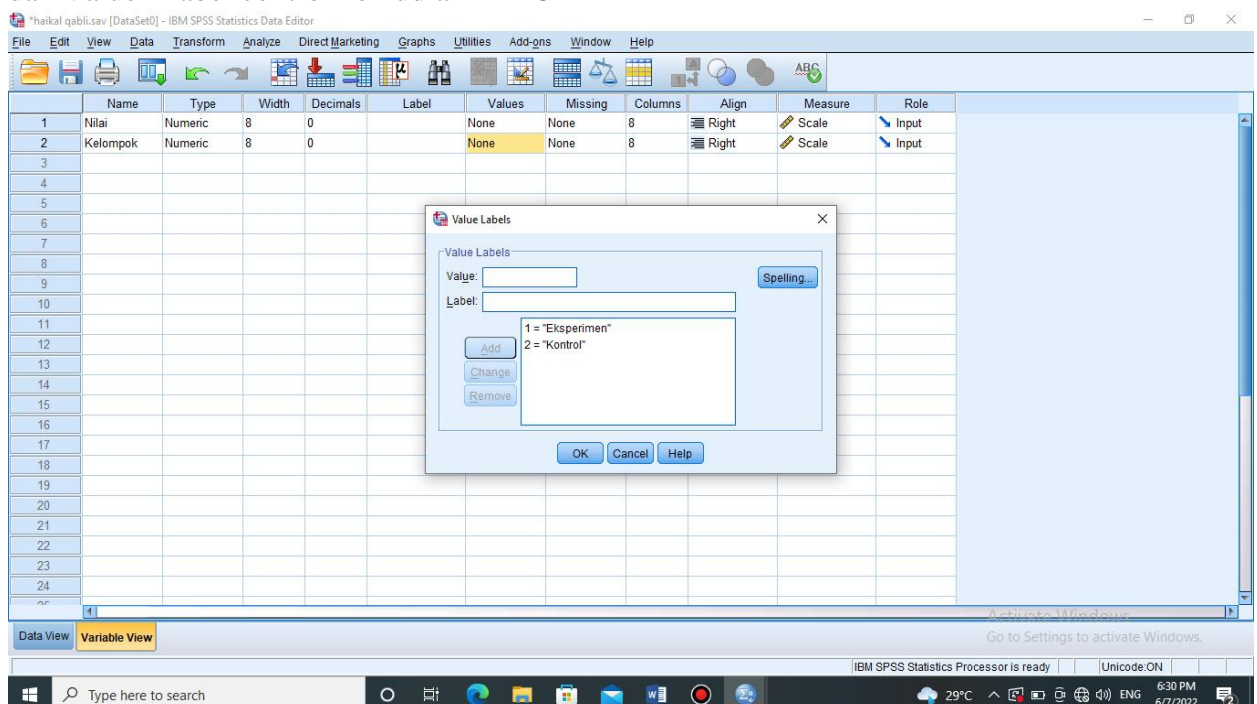 *haikal qabli.sav [DataSet0] - IBM SPSS Statistics Data Editor
File Edit View Data Transform Analyze Direct Marketing Graphs Utilities Add-ons Window Help
Name Type Width Decimals Label Values Missing Columns Align Measure Role
1 Nilai Numeric 8 0 None None 8 Right Scale Input
2 Kelompok Numeric 8 0 None None 8 Right Scale Input
3
4
5
6
7
8
9
10
11
12
13
14
15
16
17
18
19
20
21
22
23
24
Value Labels
Value Labels
Value:
Spelling...
Label:
1 = "Eksperimen"
2 = "Kontrol"
Add
Change
Remove
OK Cancel Help
Activate Windows
Go to Settings to activate Windows.
Data View Variable View
IBM SPSS Statistics Processor is ready Unicode:ON
Type here to search
29°C ENG 6:30 PM
6/7/2022